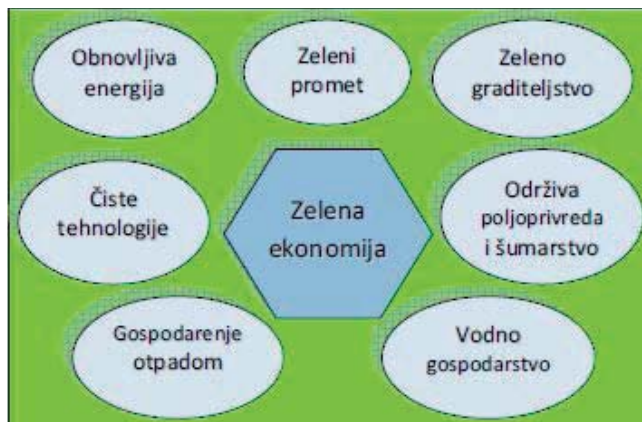 Obnovljiva
energija
Zeleni
promet
Zeleno
graditeljstvo
Čiste
tehnologije
Zelena
ekonomija
Održiva
poljoprivreda
i šumarstvo
Gospodarenje
otpadom
Vodno
gospodarstvo